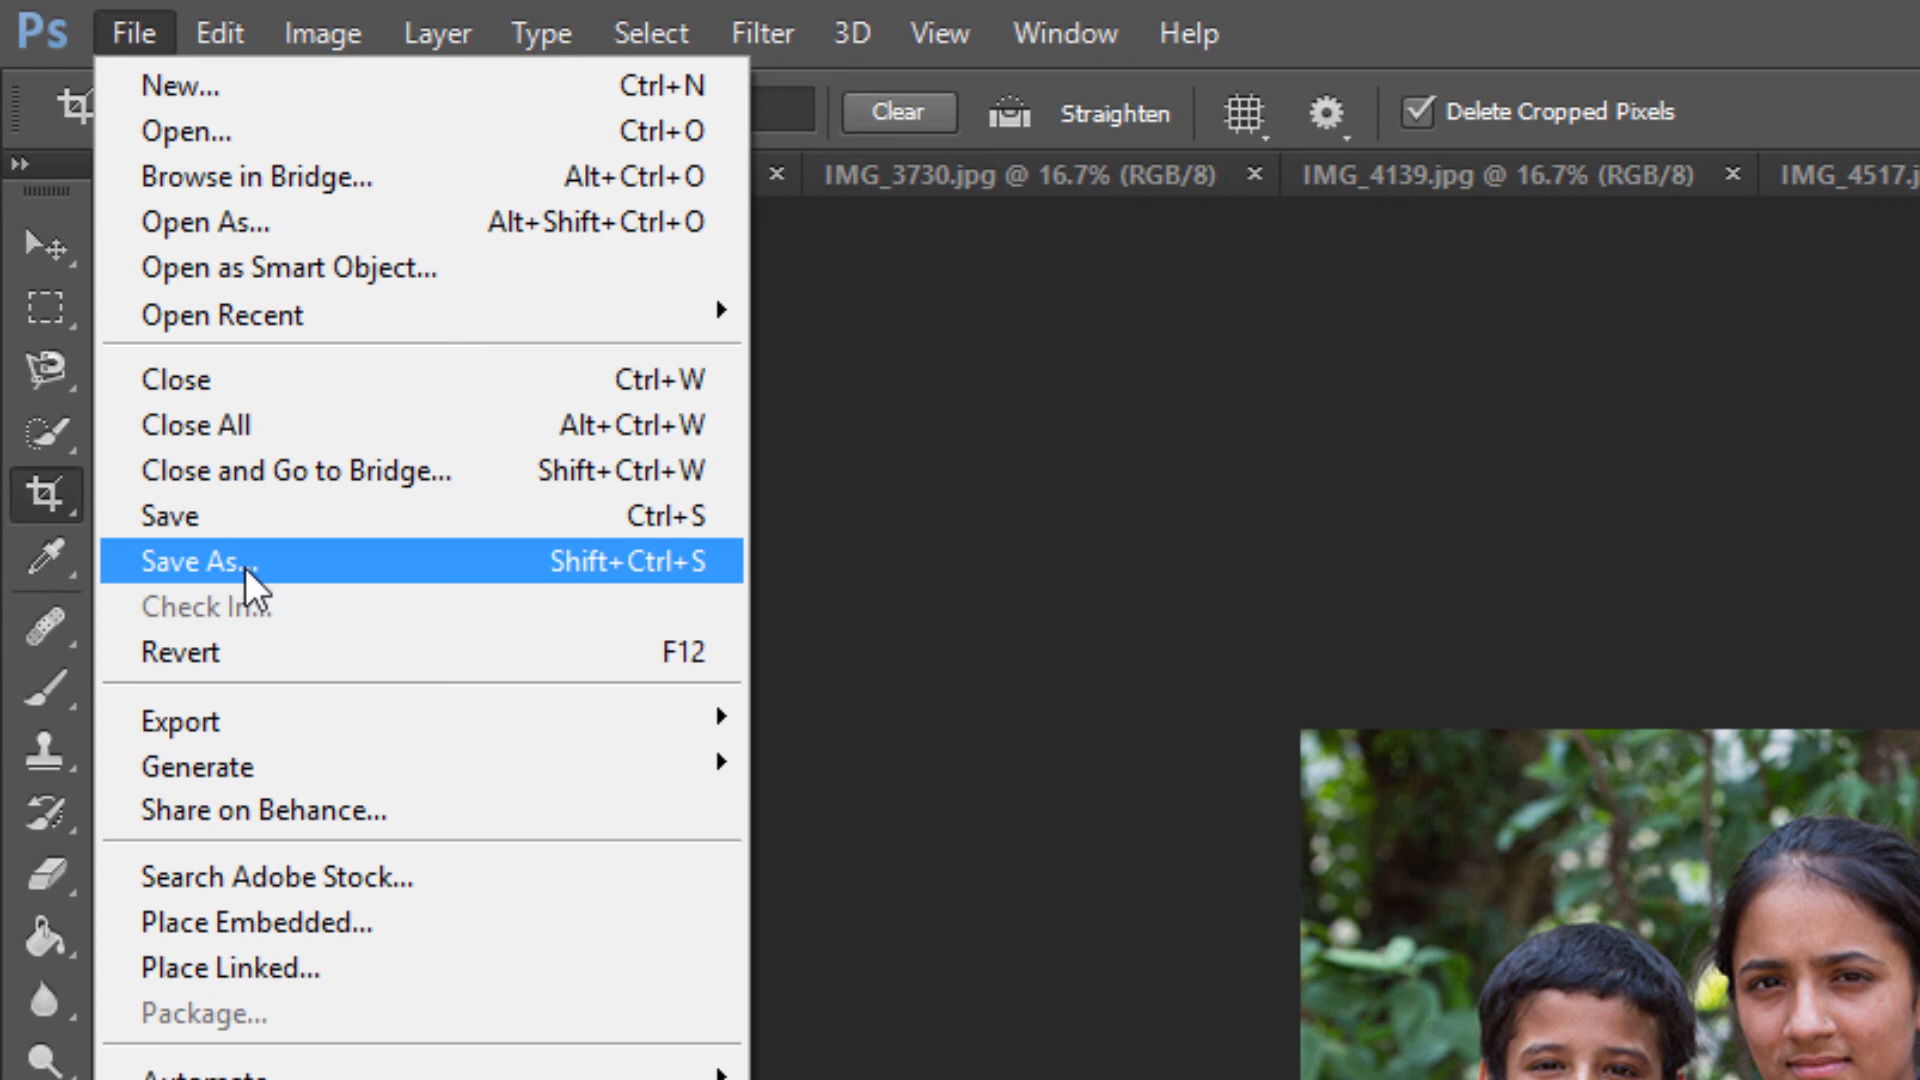 Ps File Edit Image Layer Type Select Filter 3D View Window Help
Clear Straighten Delete Cropped Pixels
IMG_3730.jpg @ 16.7% (RGB/8) × IMG_4139.jpg @ 16.7% (RGB/8) × IMG_4517.j
New... Ctrl+N
Open... Ctrl+O
Browse in Bridge... Alt+Ctrl+O
Open As... Alt+Shift+Ctrl+O
Open as Smart Object...
Open Recent
Close Ctrl+W
Close All Alt+Ctrl+W
Close and Go to Bridge... Shift+Ctrl+W
Save Ctrl+S
Save As... Shift+Ctrl+S
Check In...
Revert F12
Export
Generate
Share on Behance...
Search Adobe Stock...
Place Embedded...
Place Linked...
Package...
Automate